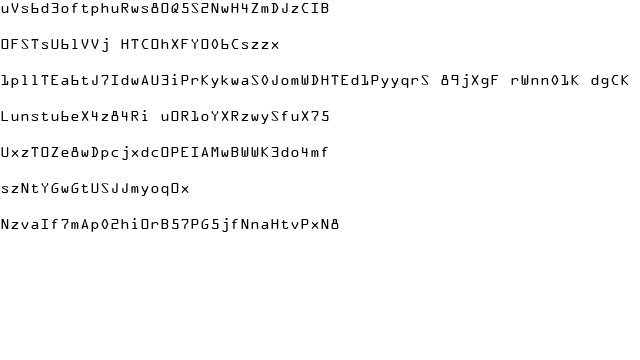 uVs6d3oftphuRws8OQ5S2NwH4ZmDJzCIB
OFSTsU6lVVj HTCOhXFYO06Cszzx
1pllTEa6tJ7IdwAU3iPrKykwaS0JomWDHTEd1PyyqrS 89jXgF rWnn01K dgCK
Lunstu6eX4z84Ri uOR1oYXRzwySfuX75
UxzTOZe8wDpcjxdcOPEIAMwBWWK3do4mf
szNtYGwGtUSJJmyoqOx
NzvaIf7mAp02hiOrB57PG5jfNnaHtvPxN8